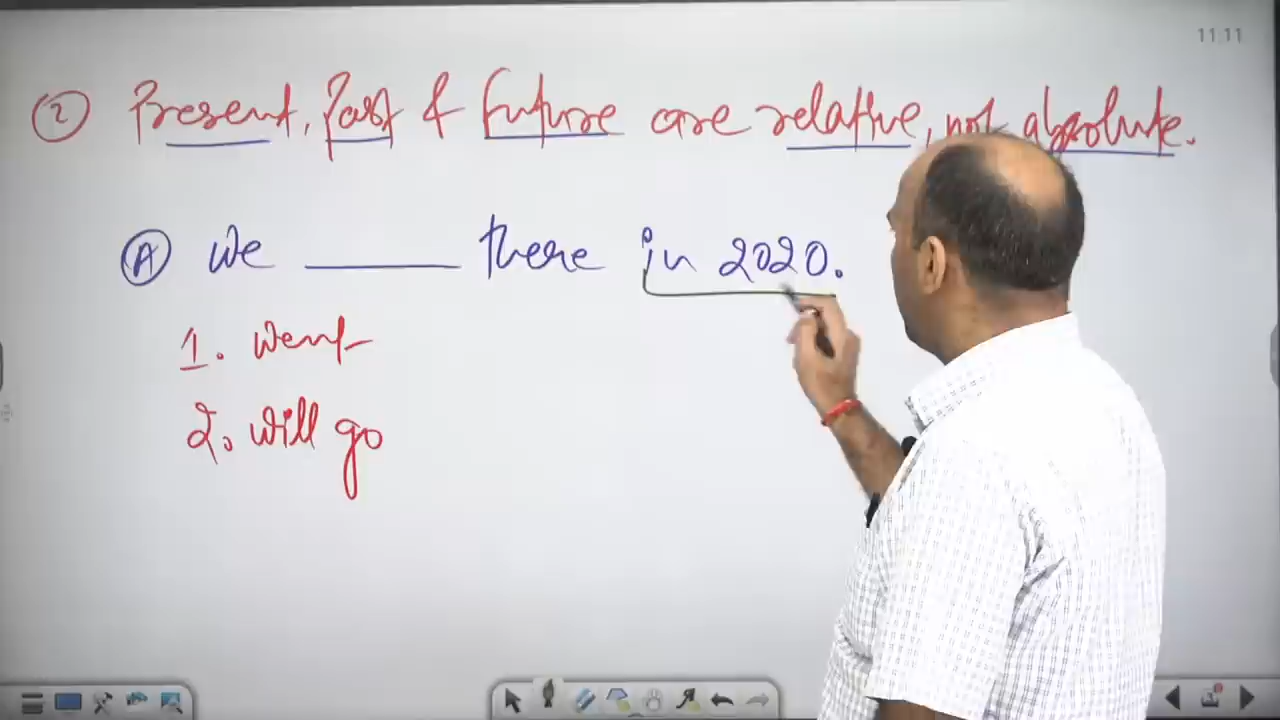 11:11
② Present, Past & Future are relative, not absolute.
Ⓐ We ______ there in 2020.
1. Went
2. will go